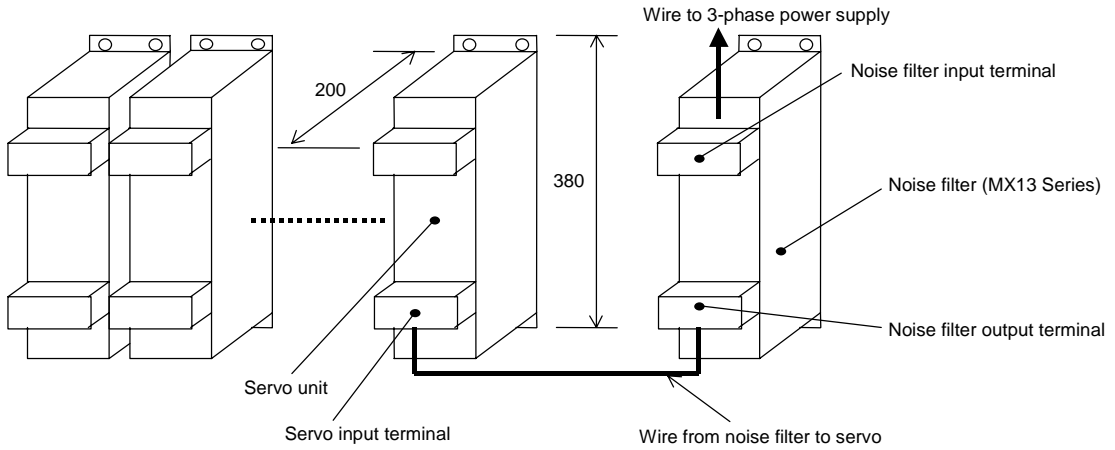 Wire to 3-phase power supply
Noise filter input terminal
200
380
Noise filter (MX13 Series)
Noise filter output terminal
Servo unit
Servo input terminal
Wire from noise filter to servo